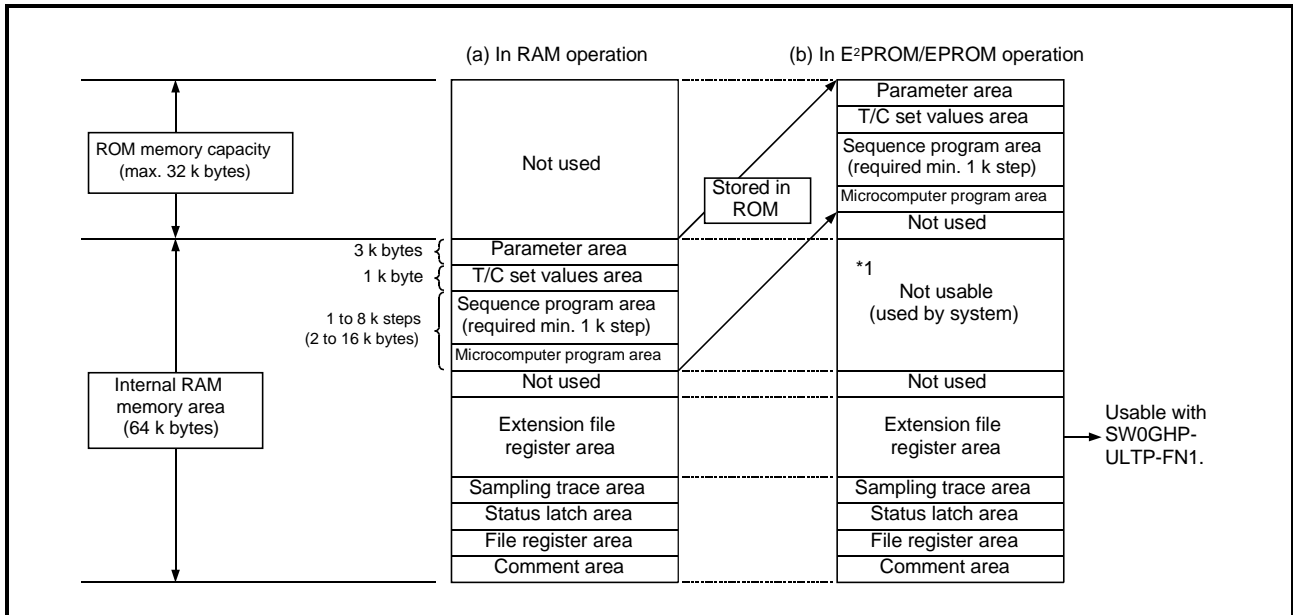 (a) In RAM operation
(b) In E²PROM/EPROM operation
ROM memory capacity
(max. 32 k bytes)
Internal RAM
memory area
(64 k bytes)
3 k bytes
1 k byte
1 to 8 k steps
(2 to 16 k bytes)
Not used
Parameter area
T/C set values area
Sequence program area
(required min. 1 k step)
Microcomputer program area
Not used
Extension file
register area
Sampling trace area
Status latch area
File register area
Comment area
Stored in
ROM
Parameter area
T/C set values area
Sequence program area
(required min. 1 k step)
Microcomputer program area
Not used
*1
Not usable
(used by system)
Not used
Extension file
register area
Sampling trace area
Status latch area
File register area
Comment area
Usable with
SW0GHP-
ULTP-FN1.